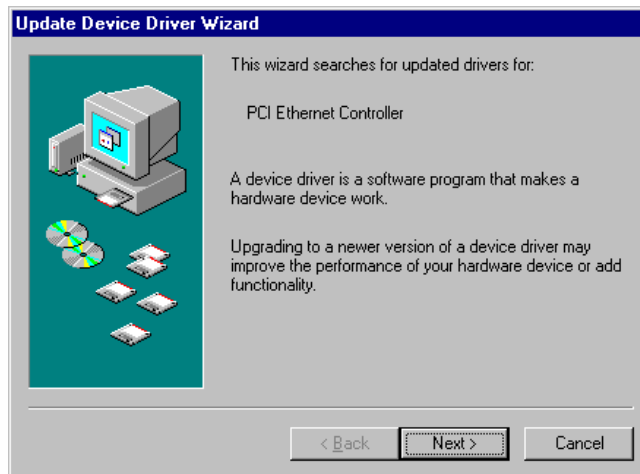 Update Device Driver Wizard
This wizard searches for updated drivers for:
PCI Ethernet Controller
A device driver is a software program that makes a
hardware device work.
Upgrading to a newer version of a device driver may
improve the performance of your hardware device or add
functionality.
< Back
Next >
Cancel